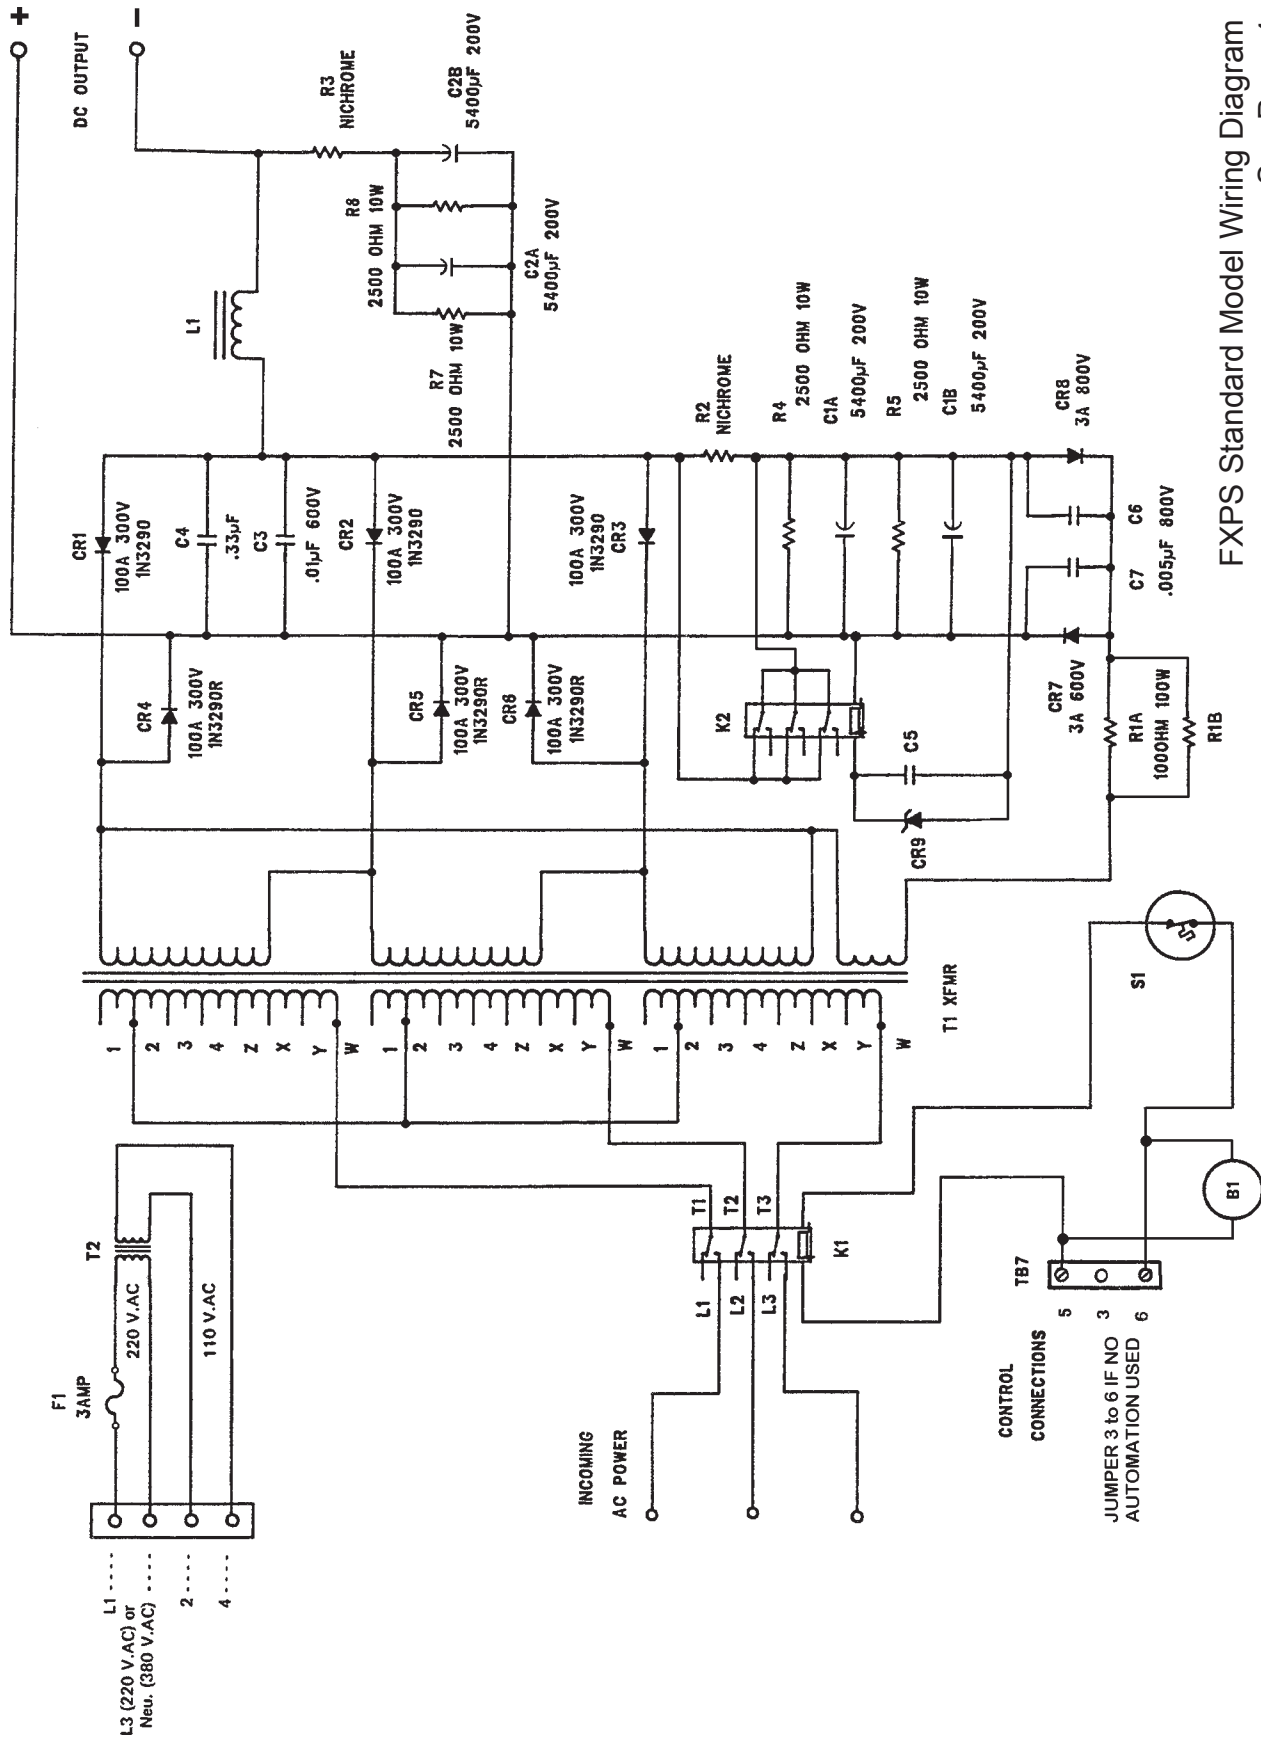 FXPS Standard Model Wiring Diagram
L1 ----
L3 (220 V.AC) or ----
Neu. (380 V.AC)
2 ----
4 ----
F1
3AMP
220 V.AC
110 V.AC
T2
INCOMING
AC POWER
L1
L2
L3
T1
T2
T3
K1
CONTROL
CONNECTIONS
JUMPER 3 to 6 IF NO
AUTOMATION USED
5
3
6
TB7
B1
S1
1
2
3
4
Z
X
Y
W
1
2
3
4
Z
X
Y
W
1
2
3
4
Z
X
Y
W
T1 XFMR
CR4
100A 300V
1N3290R
CR5
100A 300V
1N3290R
CR6
100A 300V
1N3290R
K2
C5
CR9
CR7
3A 600V
R1A
100OHM 100W
R1B
CR1
100A 300V
1N3290
C4
.33µF
C3
.01µF 600V
CR2
100A 300V
1N3290
100A 300V
1N3290
CR3
C7
C6
.005µF 800V
L1
R7
2500 OHM 10W
R8
2500 OHM 10W
C2A
5400µF 200V
R3
NICHROME
C2B
5400µF 200V
R2
NICHROME
R4
2500 OHM 10W
C1A
5400µF 200V
R5
2500 OHM 10W
C1B
5400µF 200V
CR8
3A 800V
DC OUTPUT
+
−